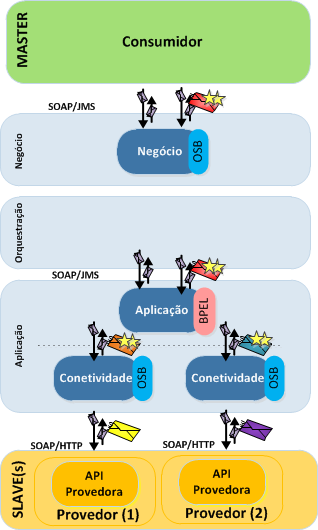 MASTER
Consumidor
SOAP/JMS
Negócio
Negócio
OSB
Orquestração
SOAP/JMS
Aplicação
Aplicação
BPEL
Conetividade
OSB
Conetividade
OSB
SOAP/HTTP
SOAP/HTTP
SLAVE(s)
API
Provedora
Provedor (1)
API
Provedora
Provedor (2)